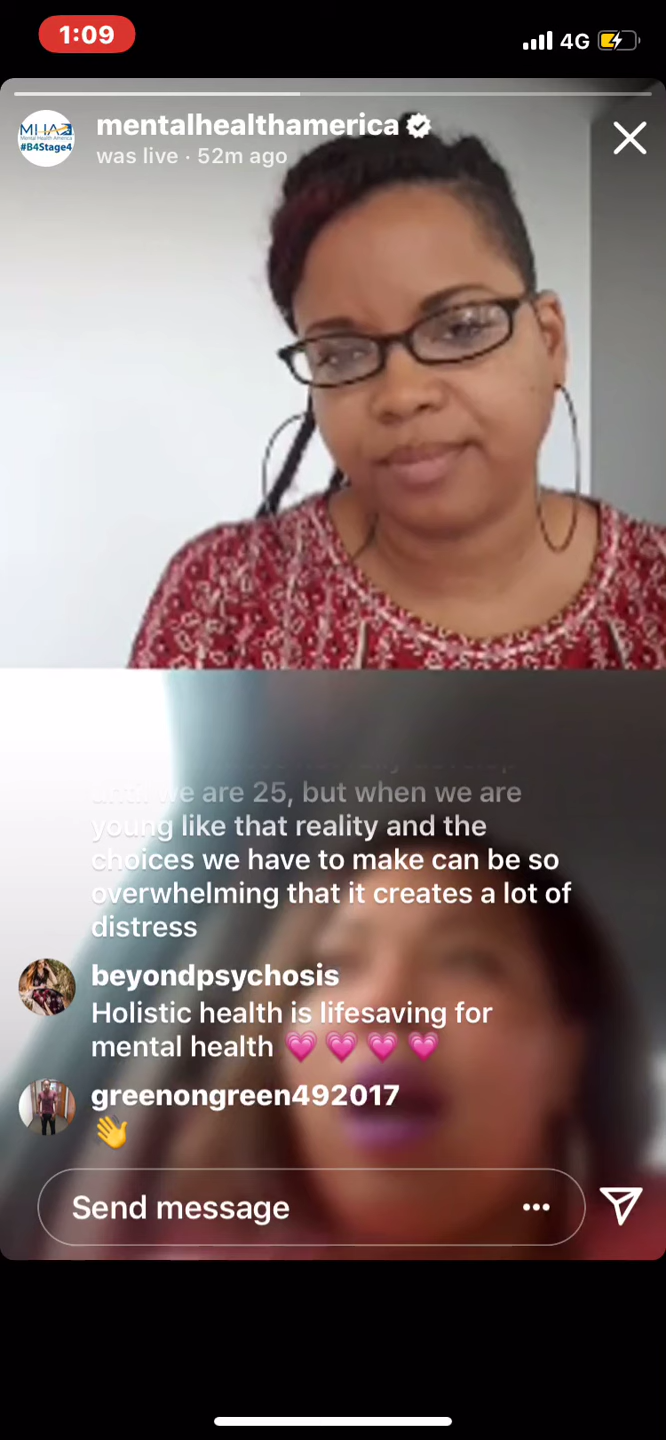 1:09
4G
MHA
Mental Health America
#B4Stage4
mentalhealthamerica
was live · 52m ago
we are 25, but when we are
young like that reality and the
choices we have to make can be so
overwhelming that it creates a lot of
distress
beyondpsychosis
Holistic health is lifesaving for
mental health 💗 💗 💗 💗
greenongreen492017
👋
Send message